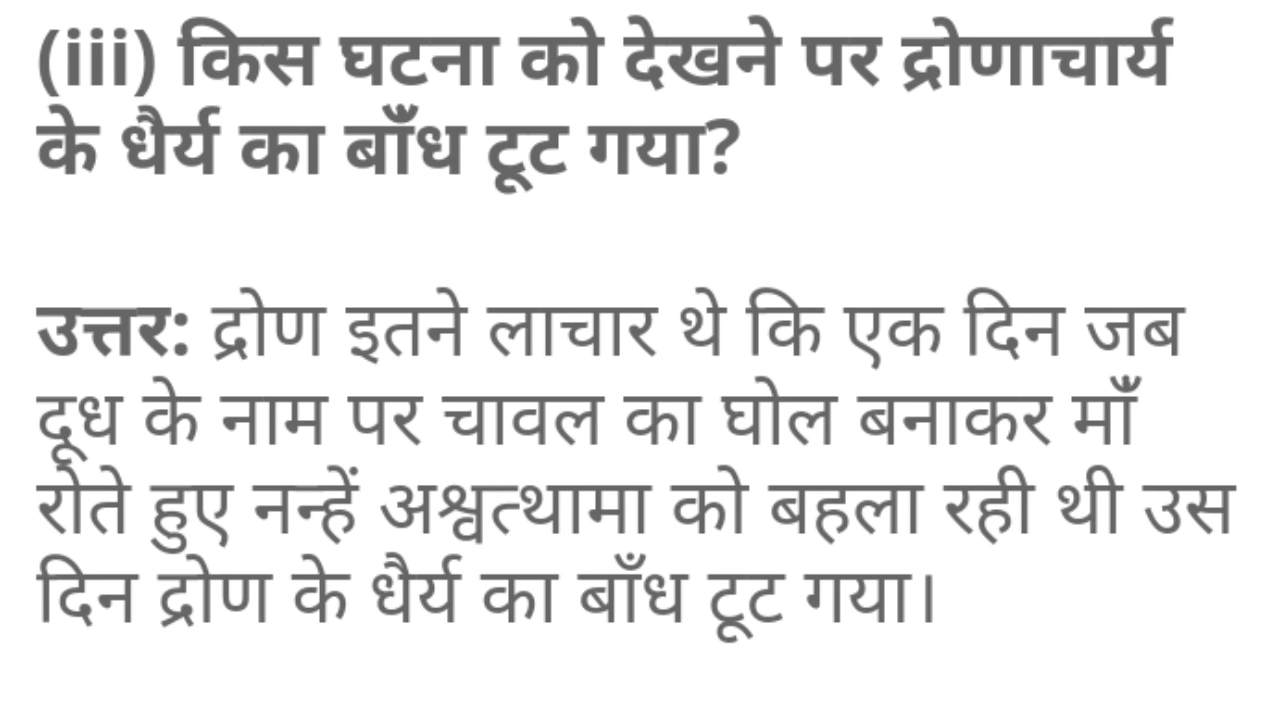 (iii) किस घटना को देखने पर द्रोणाचार्य
के धैर्य का बाँध टूट गया?
उत्तर: द्रोण इतने लाचार थे कि एक दिन जब
दूध के नाम पर चावल का घोल बनाकर माँ
रोते हुए नन्हें अश्वत्थामा को बहला रही थी उस
दिन द्रोण के धैर्य का बाँध टूट गया।